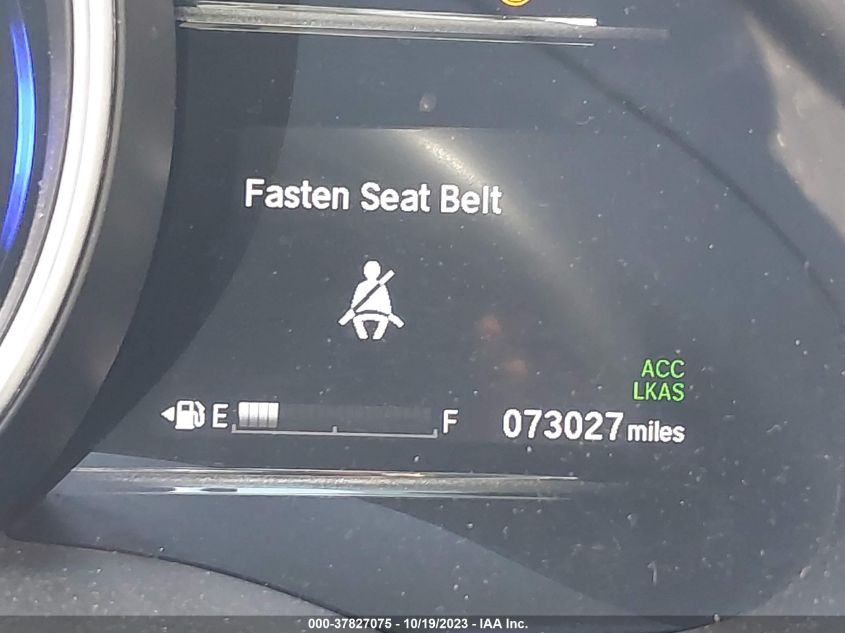 Fasten Seat Belt
ACC
LKAS
E F 073027 miles
000-37827075 - 10/19/2023 - IAA Inc.